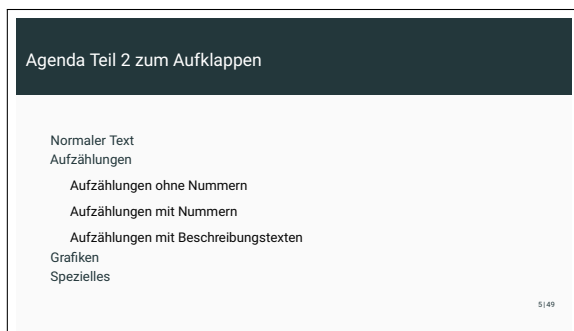 Agenda Teil 2 zum Aufklappen
Normaler Text
Aufzählungen
Aufzählungen ohne Nummern
Aufzählungen mit Nummern
Aufzählungen mit Beschreibungstexten
Grafiken
Spezielles
5|49